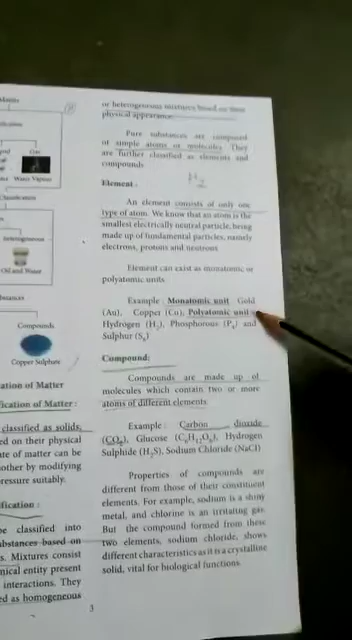 Matter
Gas
Water Vapour
Classification
heterogeneous
Oil and Water
Compounds
Copper Sulphate
ation of Matter
fication of Matter :
classified as solids,
ed on their physical
ate of matter can be
other by modifying
ressure suitably.
ification :
be classified into
ubstances based on
s. Mixtures consist
mical entity present
interactions. They
ed as homogeneous
or heterogeneous mixtures based on their
physical appearance.
Pure substances are composed
of simple atoms or molecules. They
are further classified as elements and
compounds.
H2
Element :
An element consists of only one
type of atom. We know that an atom is the
smallest electrically neutral particle, being
made up of fundamental particles, namely
electrons, protons and neutrons.
Element can exist as monatomic or
polyatomic units.
Example : Monatomic unit Gold
(Au), Copper (Cu); Polyatomic unit
Hydrogen (H2), Phosphorous (P4) and
Sulphur (S8)
Compound:
Compounds are made up of
molecules which contain two or more
atoms of different elements.
Example : Carbon dioxide
(CO2), Glucose (C6H12O6), Hydrogen
Sulphide (H2S), Sodium Chloride (NaCl)
Properties of compounds are
different from those of their constituent
elements. For example, sodium is a shiny
metal, and chlorine is an irritating gas.
But the compound formed from these
two elements, sodium chloride, shows
different characteristics as it is a crystalline
solid, vital for biological functions.
3